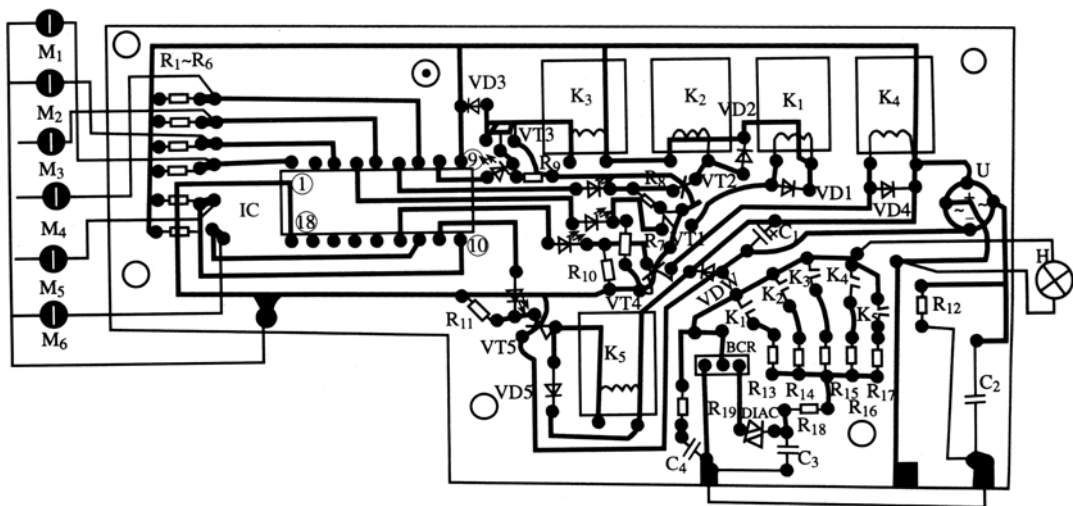 M₁
M₂
M₃
M₄
M₅
M₆
R₁~R₆
IC
①
⑨
⑱
⑩
VD3
K₃
K₂
VD2
K₁
K₄
VT3
R₉
R₈
VT2
VD1
VD4
U
~
+
~
−
R₇
VT1
C₁
R₁₀
VT4
VDW
K₃
K₄
K₂
K₁
K₅
H
R₁₂
R₁₁
VT5
K₅
VD5
BCR
R₁₃
R₁₄
R₁₅
R₁₆
R₁₇
R₁₈
R₁₉
DIAC
C₂
C₃
C₄